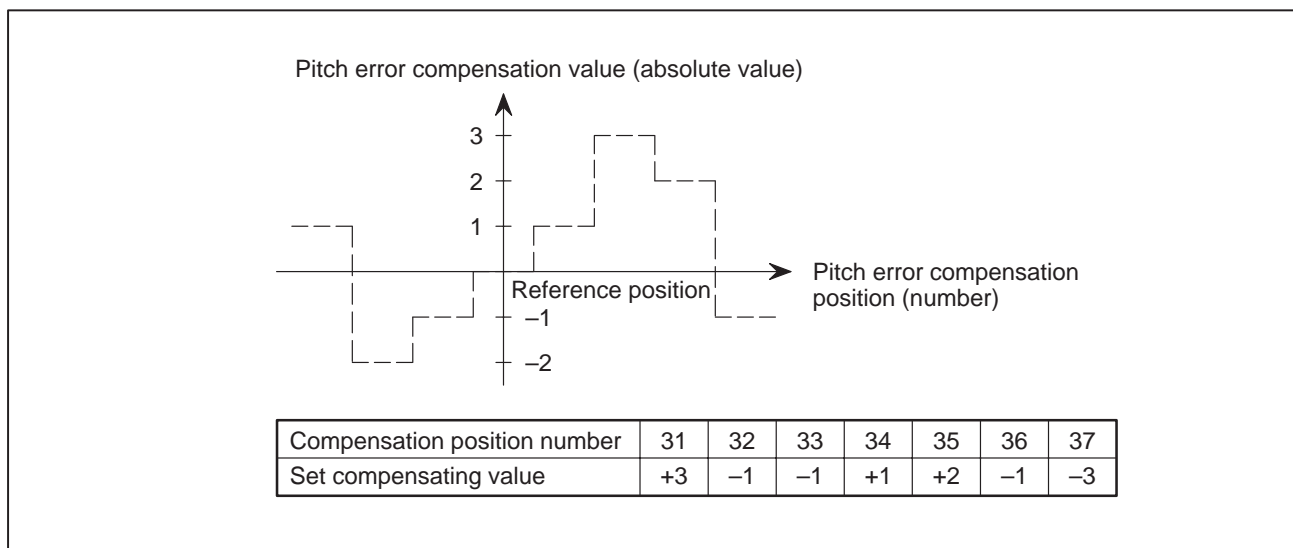 Pitch error compensation value (absolute value)
3
2
1
Pitch error compensation
position (number)
Reference position
–1
–2
Compensation position number 31 32 33 34 35 36 37
Set compensating value +3 –1 –1 +1 +2 –1 –3